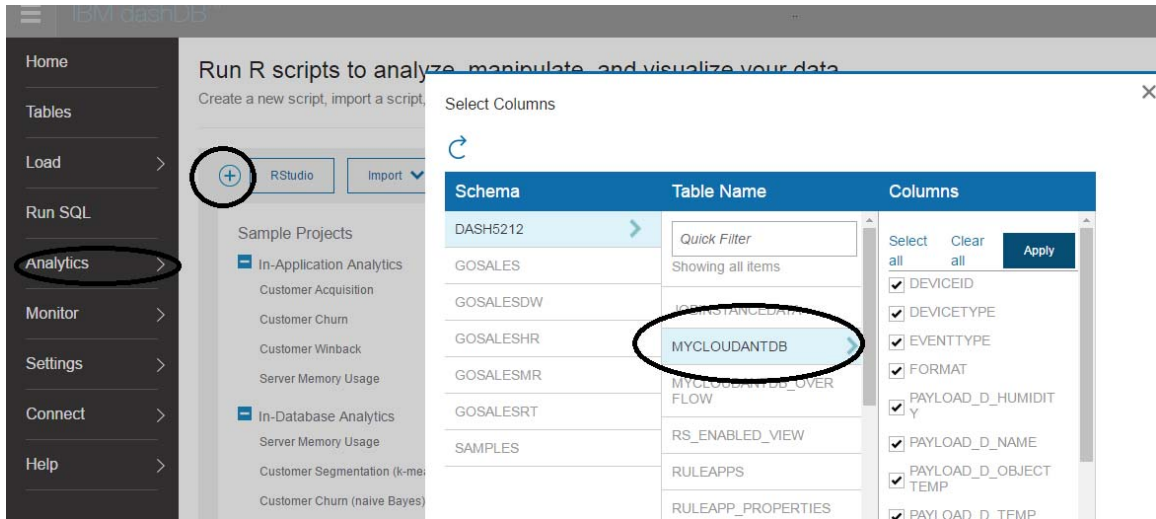 IBM dashDB
Home
Tables
Load
Run SQL
Analytics
Monitor
Settings
Connect
Help
Run R scripts to analyze, manipulate, and visualize your data
Create a new script, import a script,
RStudio
Import
Sample Projects
In-Application Analytics
Customer Acquisition
Customer Churn
Customer Winback
Server Memory Usage
In-Database Analytics
Server Memory Usage
Customer Segmentation (k-mea
Customer Churn (naive Bayes)
Select Columns
Schema
DASH5212
GOSALES
GOSALESDW
GOSALESHR
GOSALESMR
GOSALESRT
SAMPLES
Table Name
Quick Filter
Showing all items
JOBINSTANCEDATA
MYCLOUDANTDB
MYCLOUDANTDB_OVER
FLOW
RS_ENABLED_VIEW
RULEAPPS
RULEAPP_PROPERTIES
Columns
Select
all
Clear
all
Apply
DEVICEID
DEVICETYPE
EVENTTYPE
FORMAT
PAYLOAD_D_HUMIDIT
Y
PAYLOAD_D_NAME
PAYLOAD_D_OBJECT
TEMP
PAYLOAD_D_TEMP